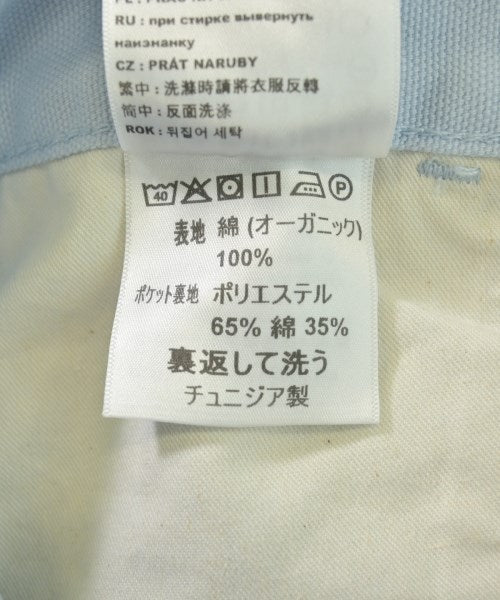 RU : при стирке вывернуть
наизнанку
CZ : PRÁT NARUBY
繁中 : 洗滌時請將衣服反轉
简中 : 反面洗涤
ROK : 뒤집어 세탁
40 P
表地 綿 (オーガニック)
100%
ポケット裏地 ポリエステル
65% 綿 35%
裏返して洗う
チュニジア製